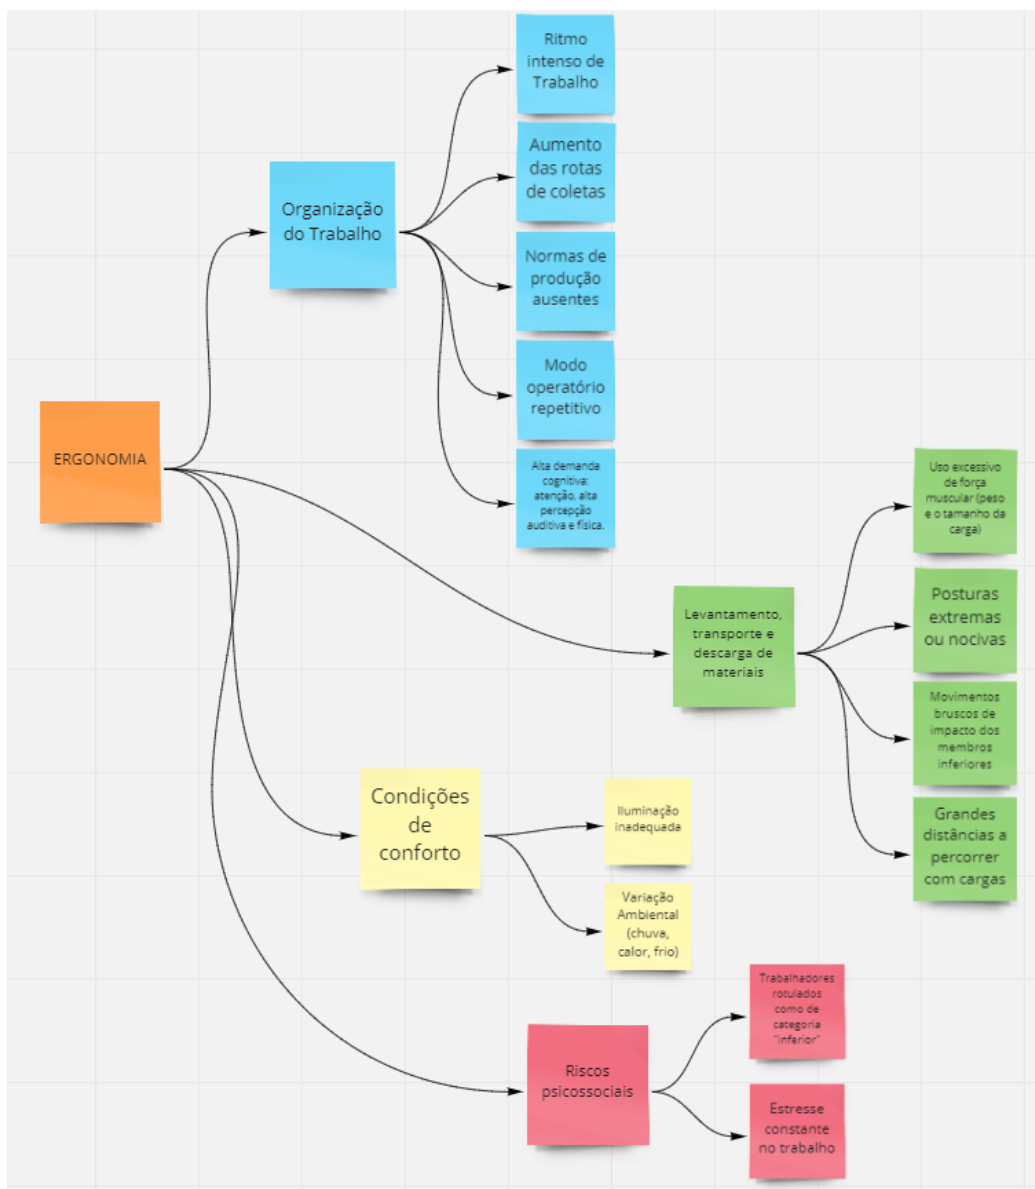 Ritmo
intenso de
Trabalho
Aumento
das rotas
de coletas
Organização
do Trabalho
Normas de
produção
ausentes
Modo
operatório
repetitivo
Alta demanda
cognitiva:
atenção, alta
percepção
auditiva e física.
ERGONOMIA
Uso excessivo
de força
muscular (peso
e o tamanho da
carga)
Levantamento,
transporte e
descarga de
materiais
Posturas
extremas
ou nocivas
Movimentos
bruscos de
impacto dos
membros
inferiores
Grandes
distâncias a
percorrer
com cargas
Condições
de
conforto
Iluminação
inadequada
Variação
Ambiental
(chuva,
calor, frio)
Riscos
psicossociais
Trabalhadores
rotulados
como de
categoria
"inferior"
Estresse
constante
no trabalho